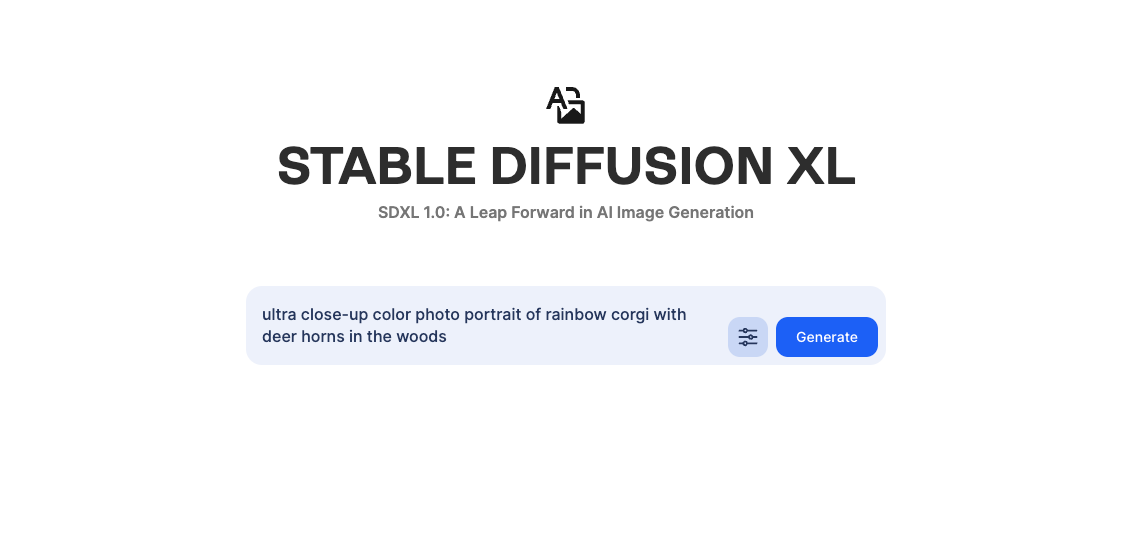 STABLE DIFFUSION XL
SDXL 1.0: A Leap Forward in AI Image Generation
ultra close-up color photo portrait of rainbow corgi with
deer horns in the woods
Generate